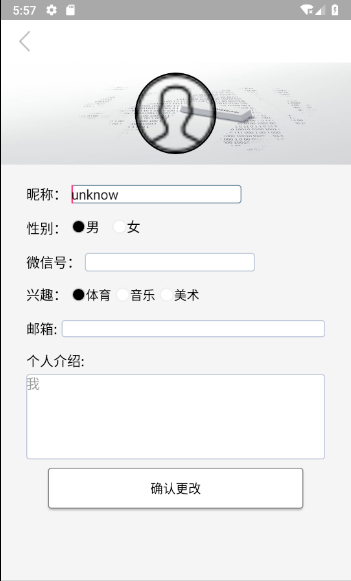 5:57
昵称： unknow
性别： 男 女
微信号：
兴趣： 体育 音乐 美术
邮箱:
个人介绍:
我
确认更改